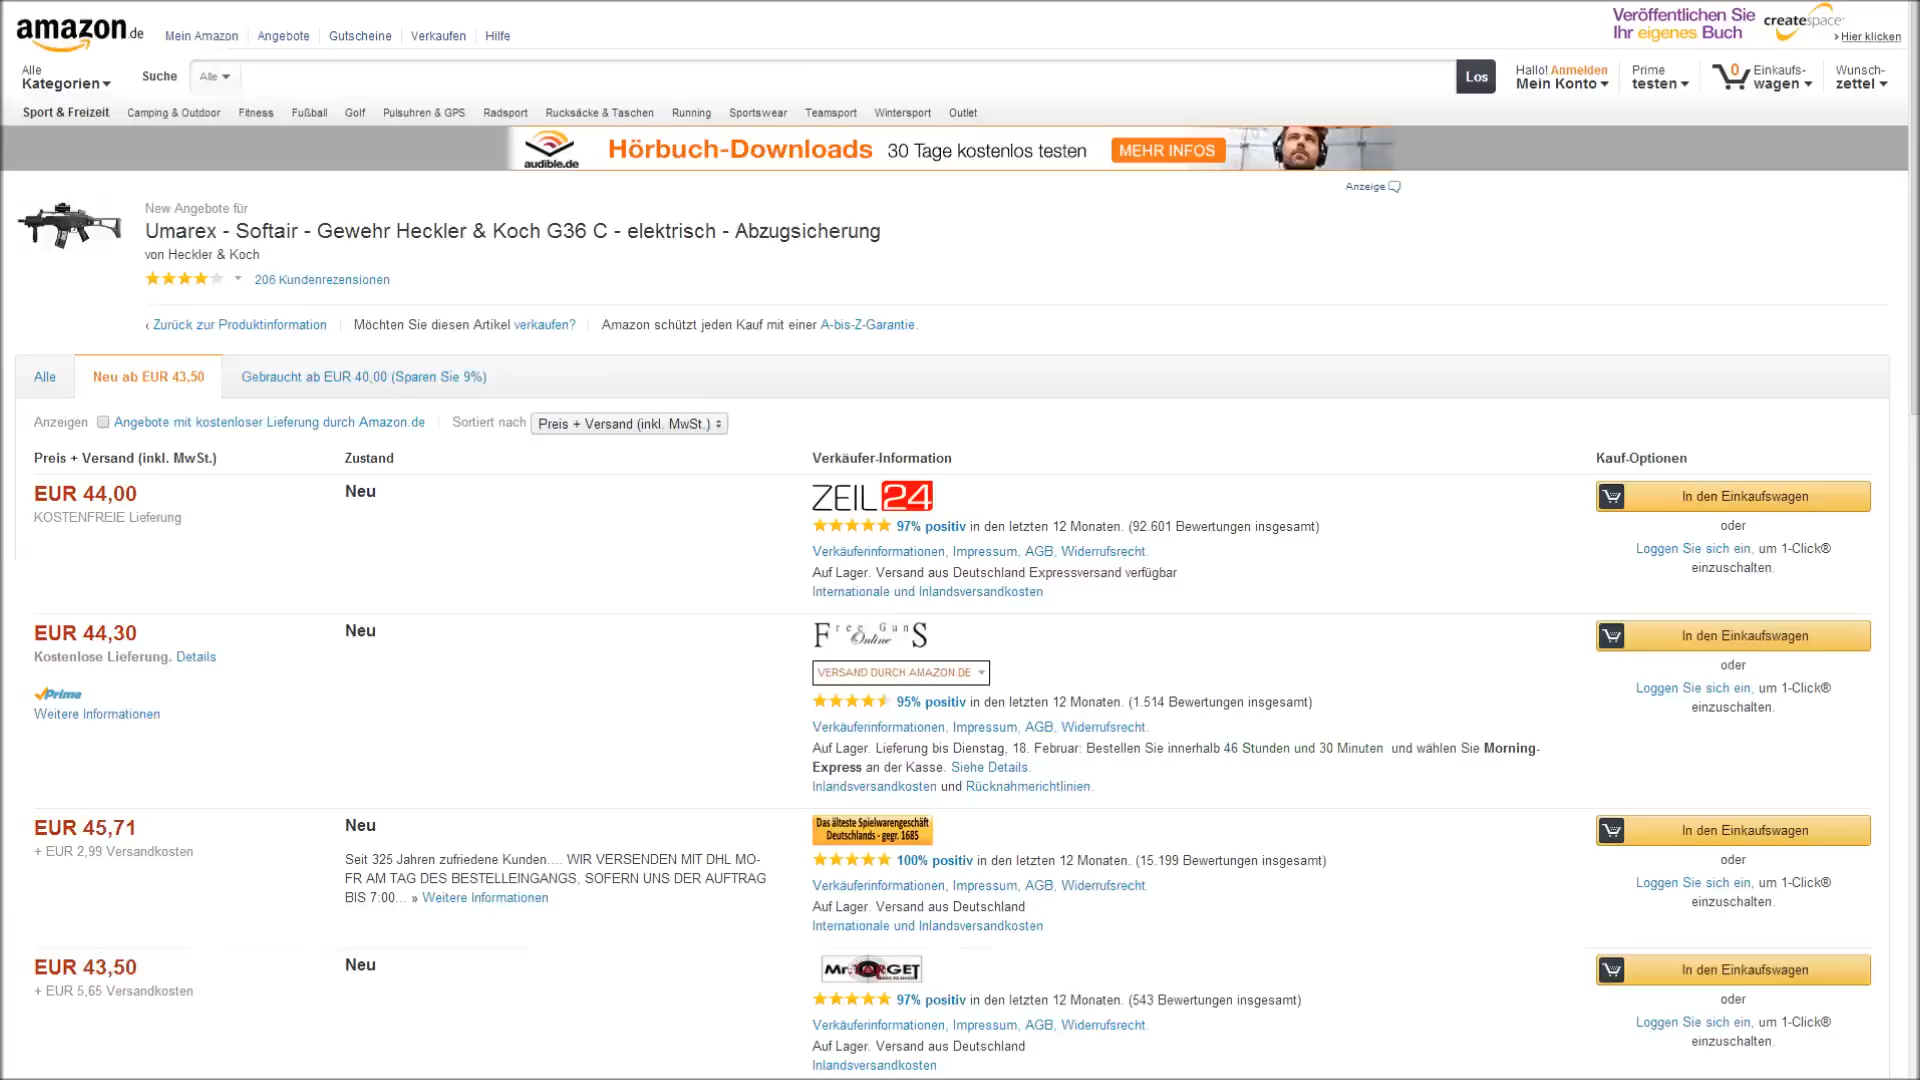 amazon.de
Mein Amazon Angebote Gutscheine Verkaufen Hilfe
Veröffentlichen Sie
Ihr eigenes Buch
createspace
› Hier klicken
Alle
Kategorien
Suche
Alle
Los
Hallo! Anmelden
Mein Konto
Prime
testen
0
Einkaufs-
wagen
Wunsch-
zettel
Sport & Freizeit Camping & Outdoor Fitness Fußball Golf Pulsuhren & GPS Radsport Rucksäcke & Taschen Running Sportswear Teamsport Wintersport Outlet
audible.de
Hörbuch-Downloads 30 Tage kostenlos testen MEHR INFOS
Anzeige
New Angebote für
Umarex - Softair - Gewehr Heckler & Koch G36 C - elektrisch - Abzugsicherung
von Heckler & Koch
206 Kundenrezensionen
‹ Zurück zur Produktinformation Möchten Sie diesen Artikel verkaufen? Amazon schützt jeden Kauf mit einer A-bis-Z-Garantie.
Alle Neu ab EUR 43,50 Gebraucht ab EUR 40,00 (Sparen Sie 9%)
Anzeigen Angebote mit kostenloser Lieferung durch Amazon.de Sortiert nach Preis + Versand (inkl. MwSt.)
Preis + Versand (inkl. MwSt.) Zustand Verkäufer-Information Kauf-Optionen
EUR 44,00
KOSTENFREIE Lieferung
Neu
ZEIL 24
97% positiv in den letzten 12 Monaten. (92.601 Bewertungen insgesamt)
Verkäuferinformationen, Impressum, AGB, Widerrufsrecht.
Auf Lager. Versand aus Deutschland Expressversand verfügbar
Internationale und Inlandsversandkosten
In den Einkaufswagen
oder
Loggen Sie sich ein, um 1-Click®
einzuschalten.
EUR 44,30
Kostenlose Lieferung. Details
Prime
Weitere Informationen
Neu
Free GunS
Online
VERSAND DURCH AMAZON.DE
95% positiv in den letzten 12 Monaten. (1.514 Bewertungen insgesamt)
Verkäuferinformationen, Impressum, AGB, Widerrufsrecht.
Auf Lager. Lieferung bis Dienstag, 18. Februar: Bestellen Sie innerhalb 46 Stunden und 30 Minuten und wählen Sie Morning-
Express an der Kasse. Siehe Details.
Inlandsversandkosten und Rücknahmerichtlinien.
In den Einkaufswagen
oder
Loggen Sie sich ein, um 1-Click®
einzuschalten.
EUR 45,71
+ EUR 2,99 Versandkosten
Neu
Seit 325 Jahren zufriedene Kunden.... WIR VERSENDEN MIT DHL MO-
FR AM TAG DES BESTELLEINGANGS, SOFERN UNS DER AUFTRAG
BIS 7:00... » Weitere Informationen
Das älteste Spielwarengeschäft
Deutschlands - gegr. 1685
100% positiv in den letzten 12 Monaten. (15.199 Bewertungen insgesamt)
Verkäuferinformationen, Impressum, AGB, Widerrufsrecht
Auf Lager. Versand aus Deutschland
Internationale und Inlandsversandkosten
In den Einkaufswagen
oder
Loggen Sie sich ein, um 1-Click®
einzuschalten.
EUR 43,50
+ EUR 5,65 Versandkosten
Neu
Mr. TARGET
97% positiv in den letzten 12 Monaten. (543 Bewertungen insgesamt)
Verkäuferinformationen, Impressum, AGB, Widerrufsrecht.
Auf Lager. Versand aus Deutschland
Inlandsversandkosten
In den Einkaufswagen
oder
Loggen Sie sich ein, um 1-Click®
einzuschalten.